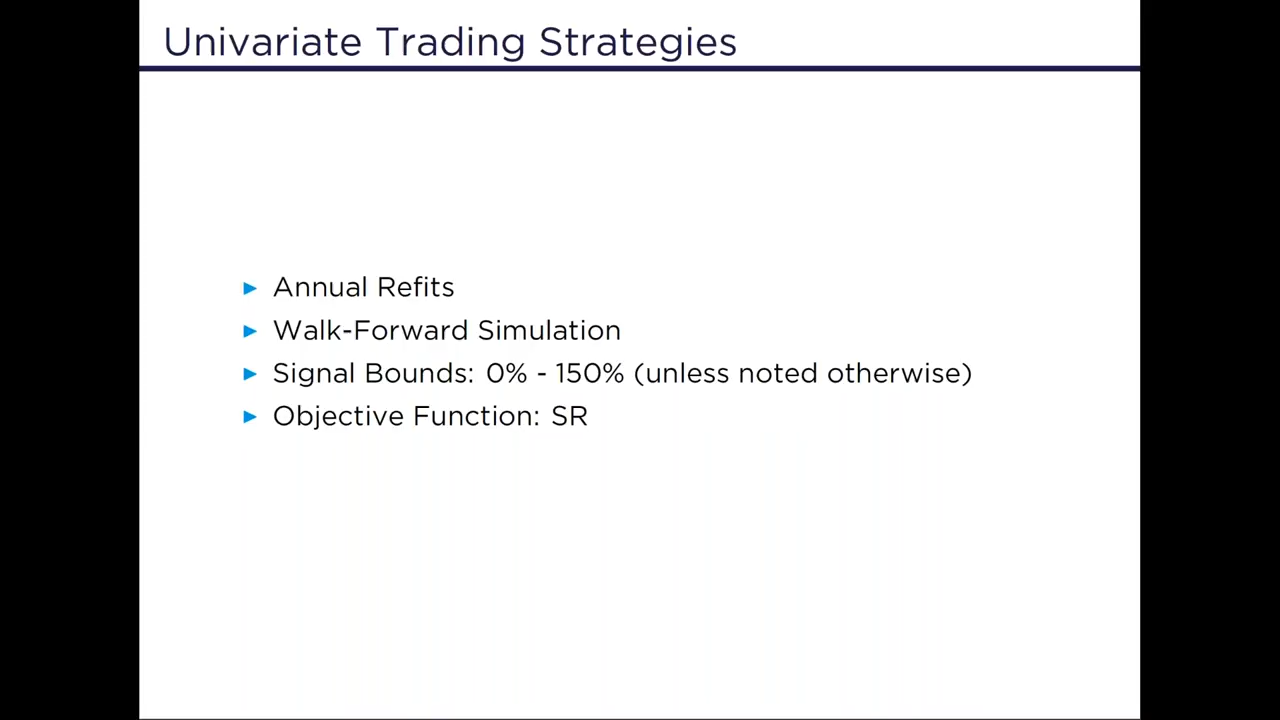 Univariate Trading Strategies
► Annual Refits
► Walk-Forward Simulation
► Signal Bounds: 0% - 150% (unless noted otherwise)
► Objective Function: SR